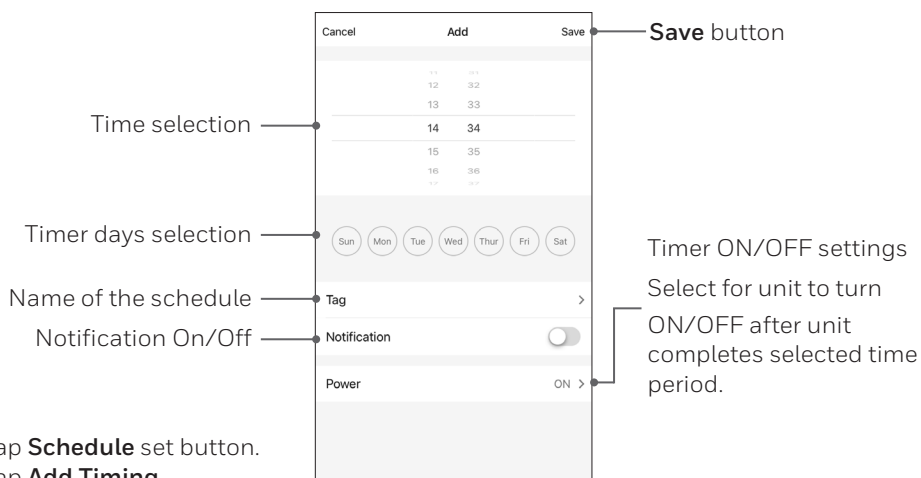 Cancel Add Save
Save button
12 32
13 33
Time selection
14 34
15 35
16 36
Timer days selection
Sun Mon Tue Wed Thur Fri Sat
Name of the schedule
Tag
Notification On/Off
Notification
Power ON
Timer ON/OFF settings
Select for unit to turn
ON/OFF after unit
completes selected time
period.
Schedule set button.
Add Timing